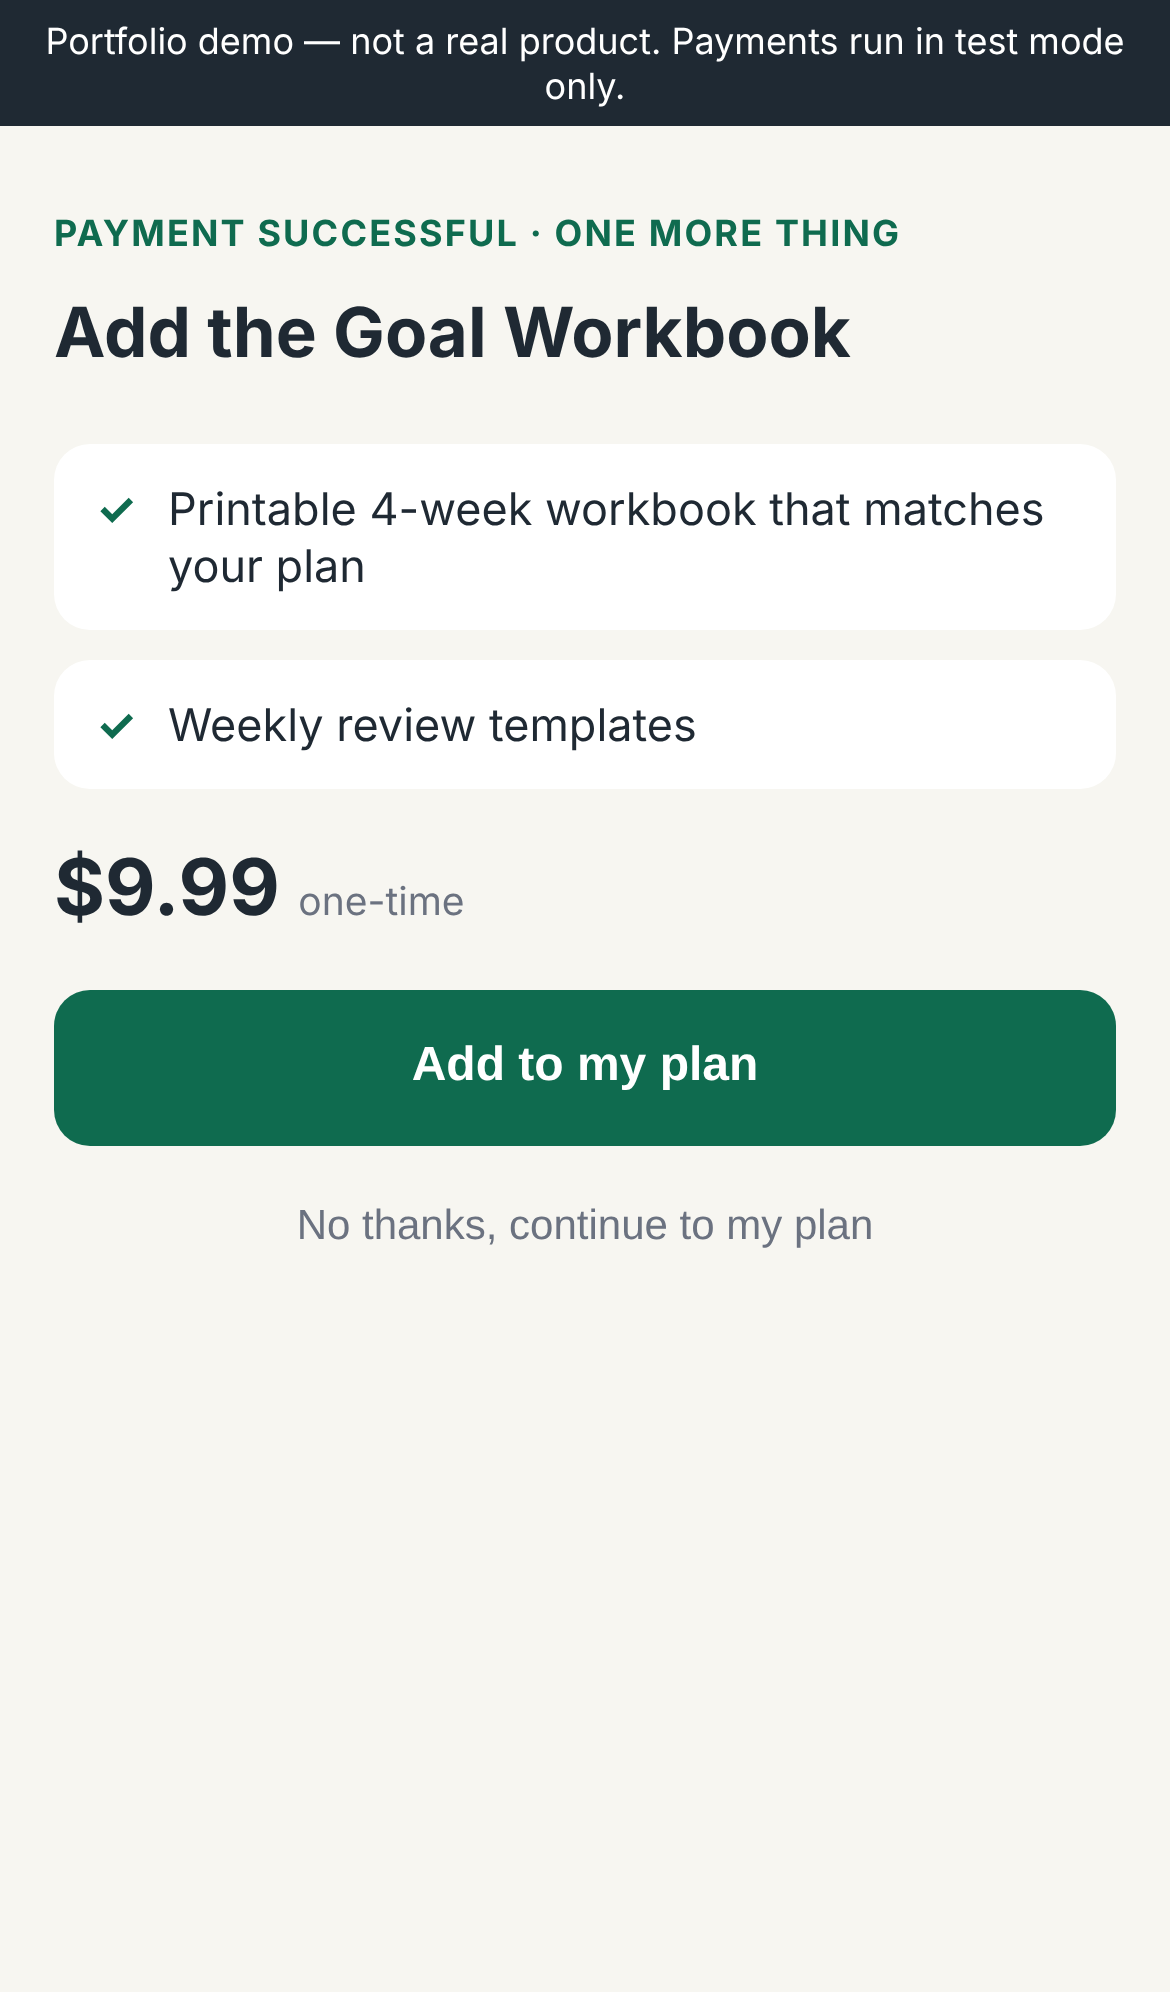 Portfolio demo — not a real product. Payments run in test mode
only.
PAYMENT SUCCESSFUL · ONE MORE THING
Add the Goal Workbook
✓ Printable 4-week workbook that matches
your plan
✓ Weekly review templates
$9.99 one-time
Add to my plan
No thanks, continue to my plan